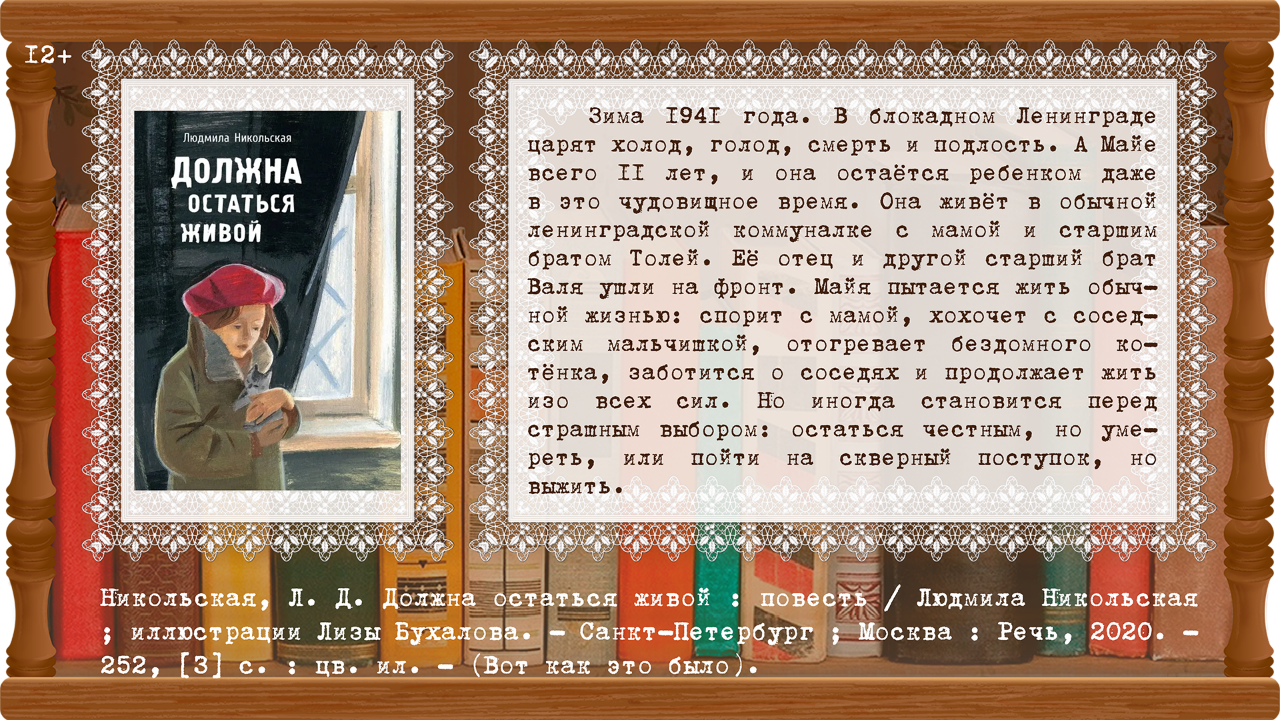 12+
Людмила Никольская
ДОЛЖНА
ОСТАТЬСЯ
ЖИВОЙ
Зима 1941 года. В блокадном Ленинграде
царят холод, голод, смерть и подлость. А Майе
всего 11 лет, и она остаётся ребенком даже
в это чудовищное время. Она живёт в обычной
ленинградской коммуналке с мамой и старшим
братом Толей. Её отец и другой старший брат
Валя ушли на фронт. Майя пытается жить обыч-
ной жизнью: спорит с мамой, хохочет с сосед-
ским мальчишкой, отогревает бездомного ко-
тёнка, заботится о соседях и продолжает жить
изо всех сил. Но иногда становится перед
страшным выбором: остаться честным, но уме-
реть, или пойти на скверный поступок, но
выжить.
Никольская, Л. Д. Должна остаться живой : повесть / Людмила Никольская
; иллюстрации Лизы Бухалова. – Санкт-Петербург ; Москва : Речь, 2020. –
252, [3] с. : цв. ил. – (Вот как это было).